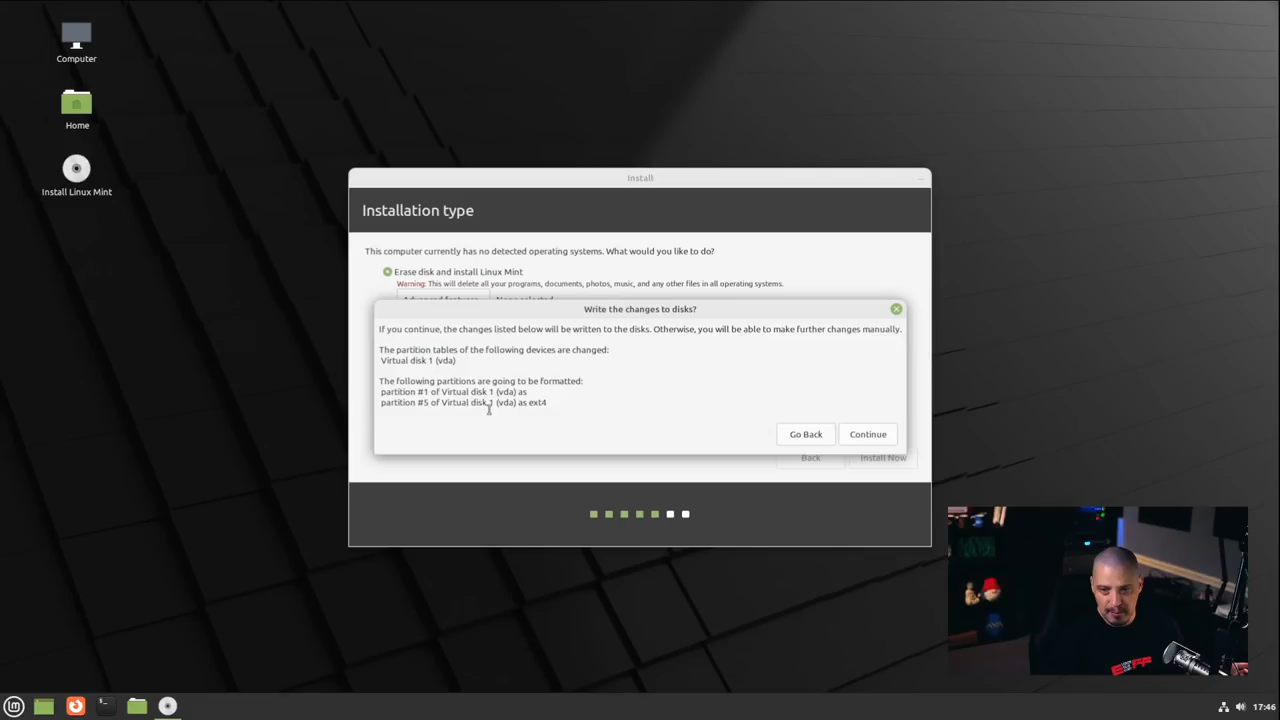 Computer
Home
Install Linux Mint
Install
Installation type
This computer currently has no detected operating systems. What would you like to do?
Erase disk and install Linux Mint
Warning: This will delete all your programs, documents, photos, music, and any other files in all operating systems.
Advanced features... None selected
Write the changes to disks?
If you continue, the changes listed below will be written to the disks. Otherwise, you will be able to make further changes manually.
The partition tables of the following devices are changed:
Virtual disk 1 (vda)
The following partitions are going to be formatted:
partition #1 of Virtual disk 1 (vda) as
partition #5 of Virtual disk 1 (vda) as ext4
Go Back Continue
Back Install Now
EFF
17:46